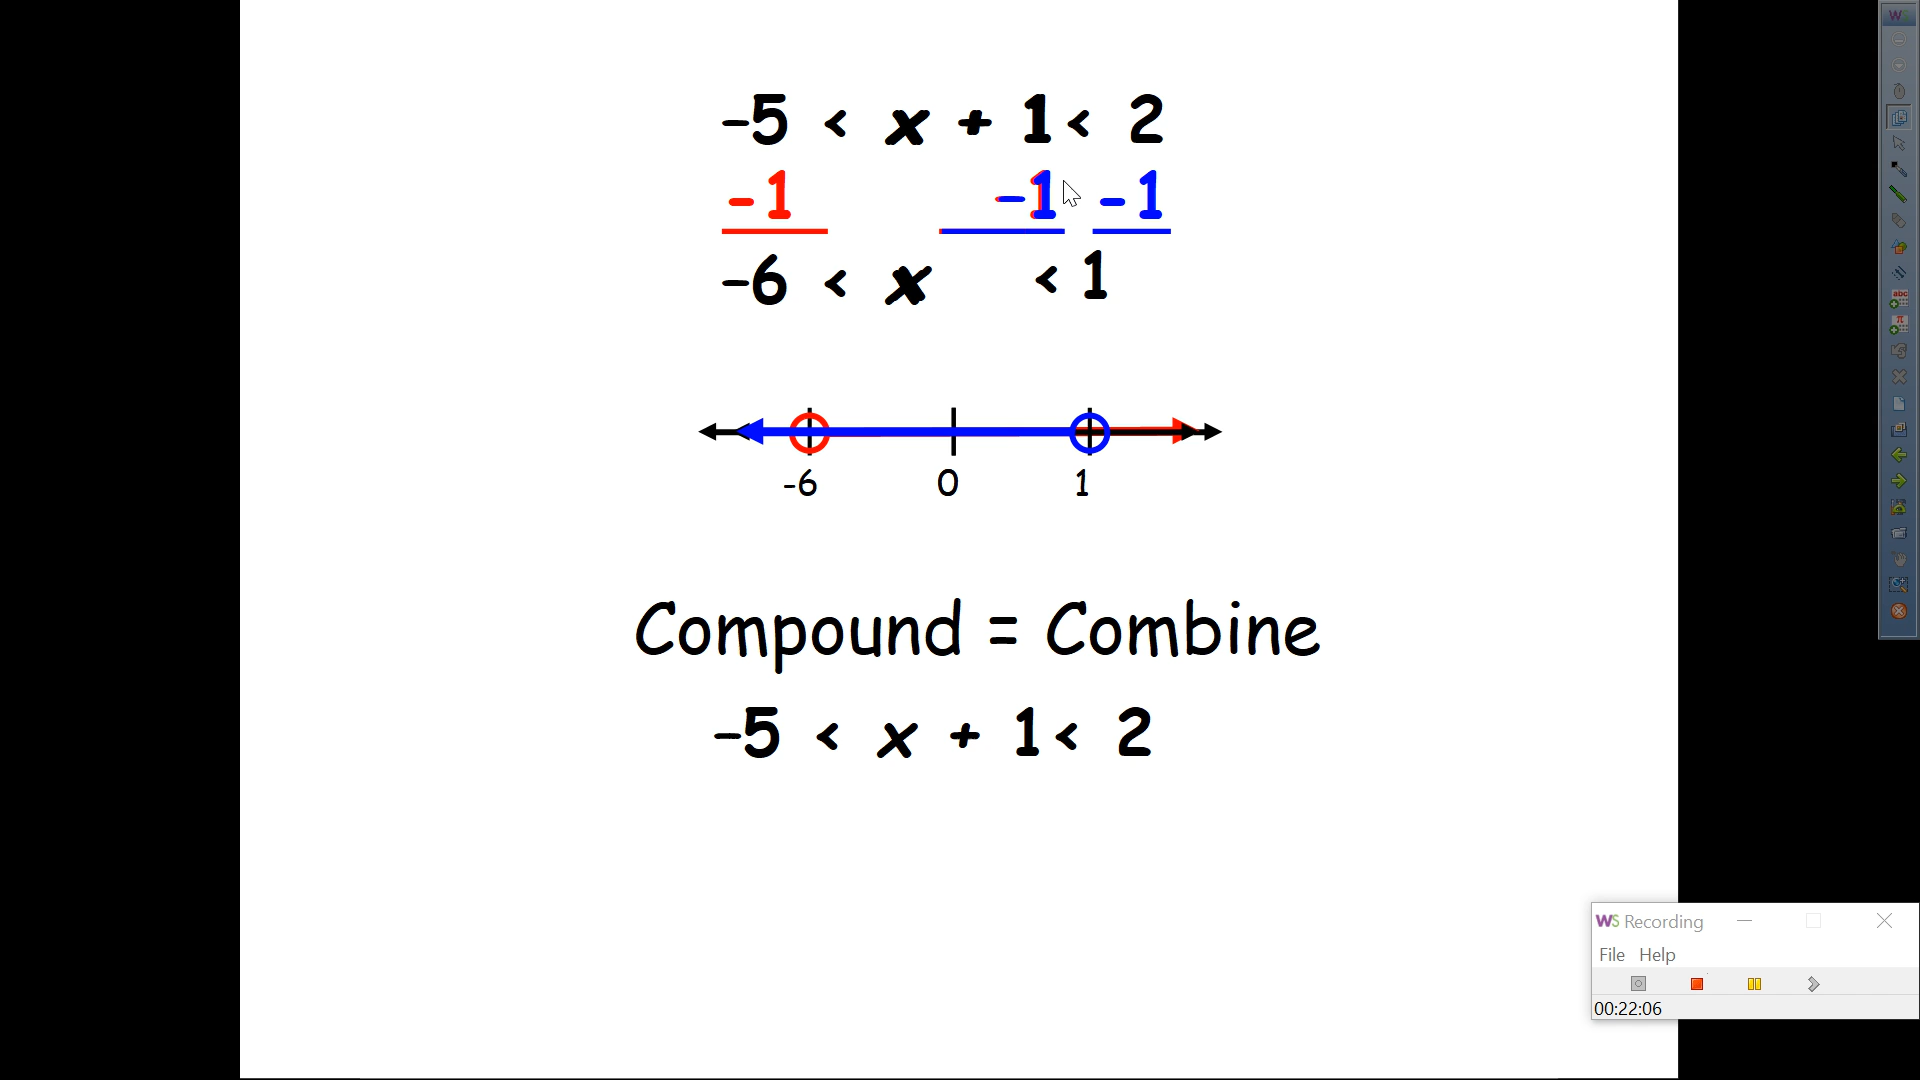 −5 < x + 1 < 2
-1 −1 -1
−6 < x < 1
-6 0 1
Compound = Combine
−5 < x + 1 < 2
WS Recording
File Help
00:22:06